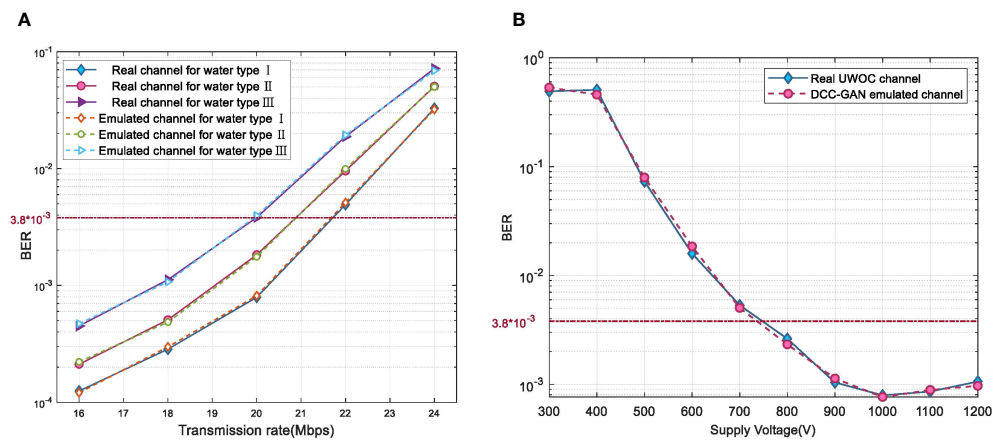 A
10^-1
10^-2
3.8*10^-3
10^-3
10^-4
BER
Real channel for water type Ⅰ
Real channel for water type Ⅱ
Real channel for water type Ⅲ
Emulated channel for water type Ⅰ
Emulated channel for water type Ⅱ
Emulated channel for water type Ⅲ
16 17 18 19 20 21 22 23 24
Transmission rate(Mbps)
B
10^0
10^-1
10^-2
3.8*10^-3
10^-3
BER
Real UWOC channel
DCC-GAN emulated channel
300 400 500 600 700 800 900 1000 1100 1200
Supply Voltage(V)